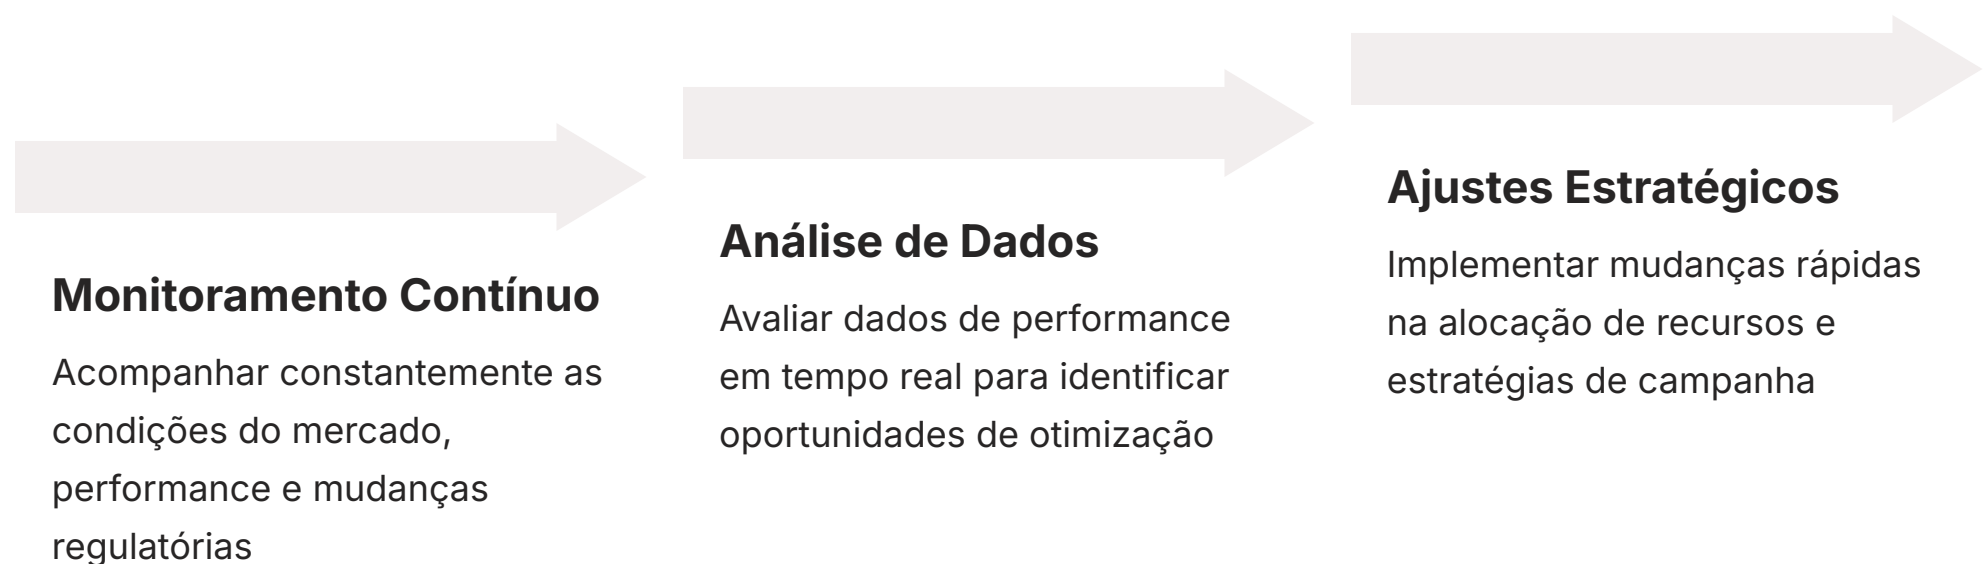 Monitoramento Contínuo
Acompanhar constantemente as
condições do mercado,
performance e mudanças
regulatórias
Análise de Dados
Avaliar dados de performance
em tempo real para identificar
oportunidades de otimização
Ajustes Estratégicos
Implementar mudanças rápidas
na alocação de recursos e
estratégias de campanha